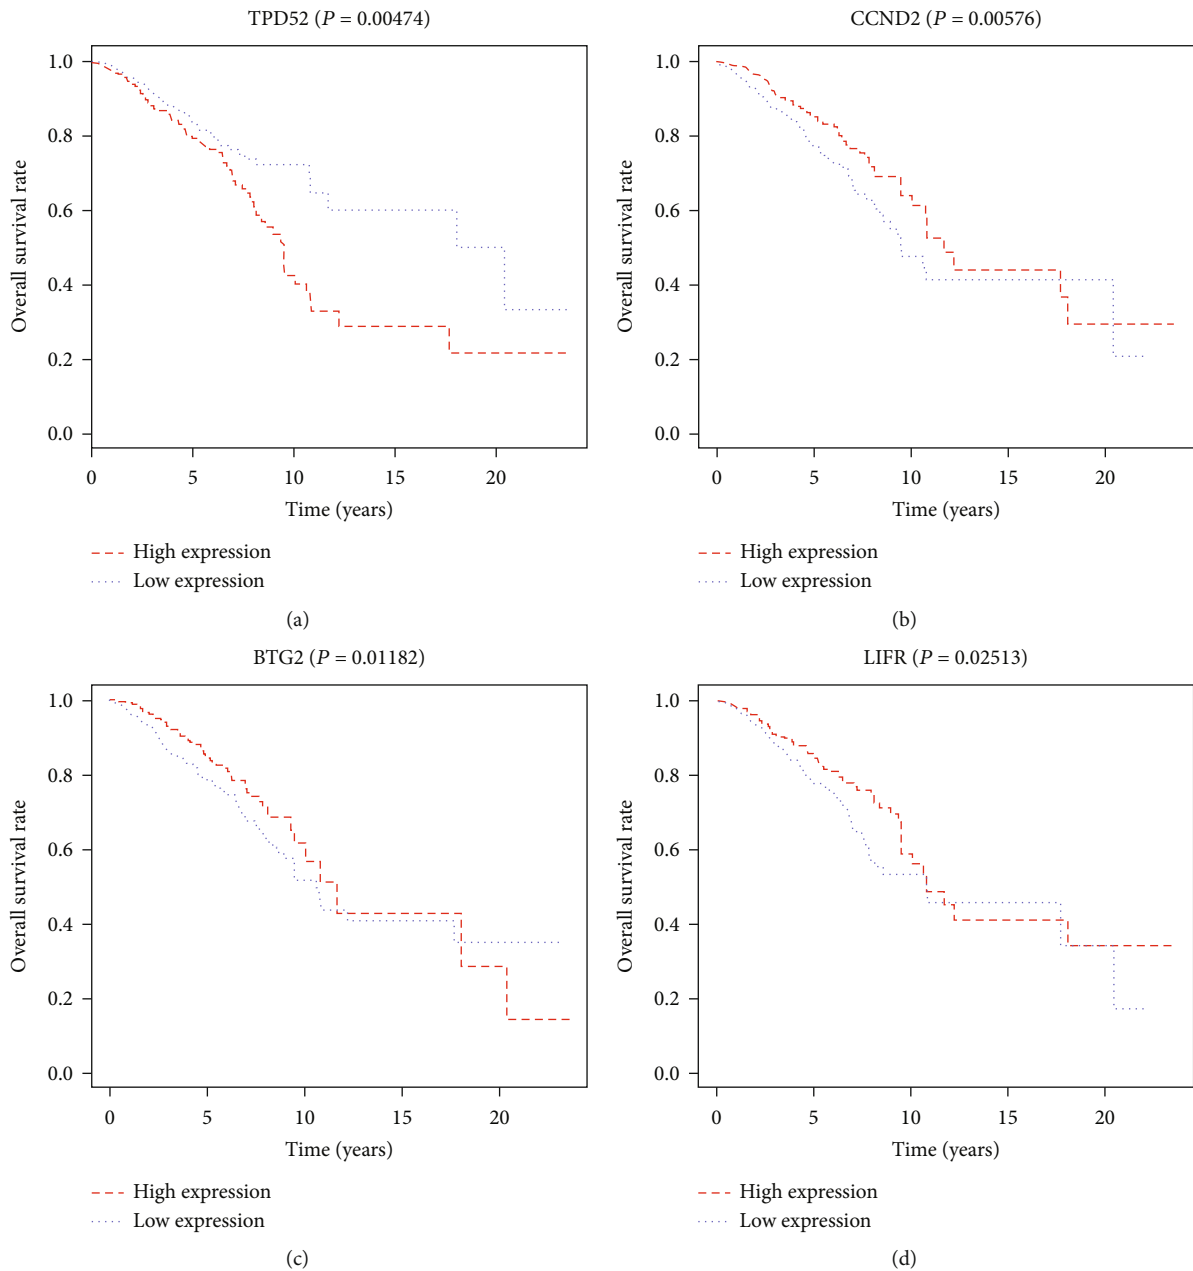 TPD52 (P = 0.00474)
Overall survival rate
1.0
0.8
0.6
0.4
0.2
0.0
0 5 10 15 20
Time (years)
High expression
Low expression
(a)
CCND2 (P = 0.00576)
Overall survival rate
1.0
0.8
0.6
0.4
0.2
0.0
0 5 10 15 20
Time (years)
High expression
Low expression
(b)
BTG2 (P = 0.01182)
Overall survival rate
1.0
0.8
0.6
0.4
0.2
0.0
0 5 10 15 20
Time (years)
High expression
Low expression
(c)
LIFR (P = 0.02513)
Overall survival rate
1.0
0.8
0.6
0.4
0.2
0.0
0 5 10 15 20
Time (years)
High expression
Low expression
(d)